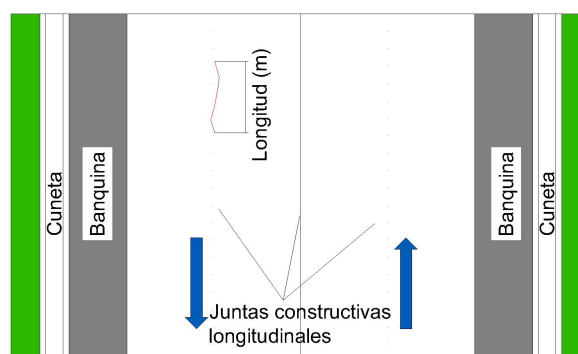 Cuneta
Banquina
Longitud (m)
Banquina
Cuneta
Juntas constructivas
longitudinales